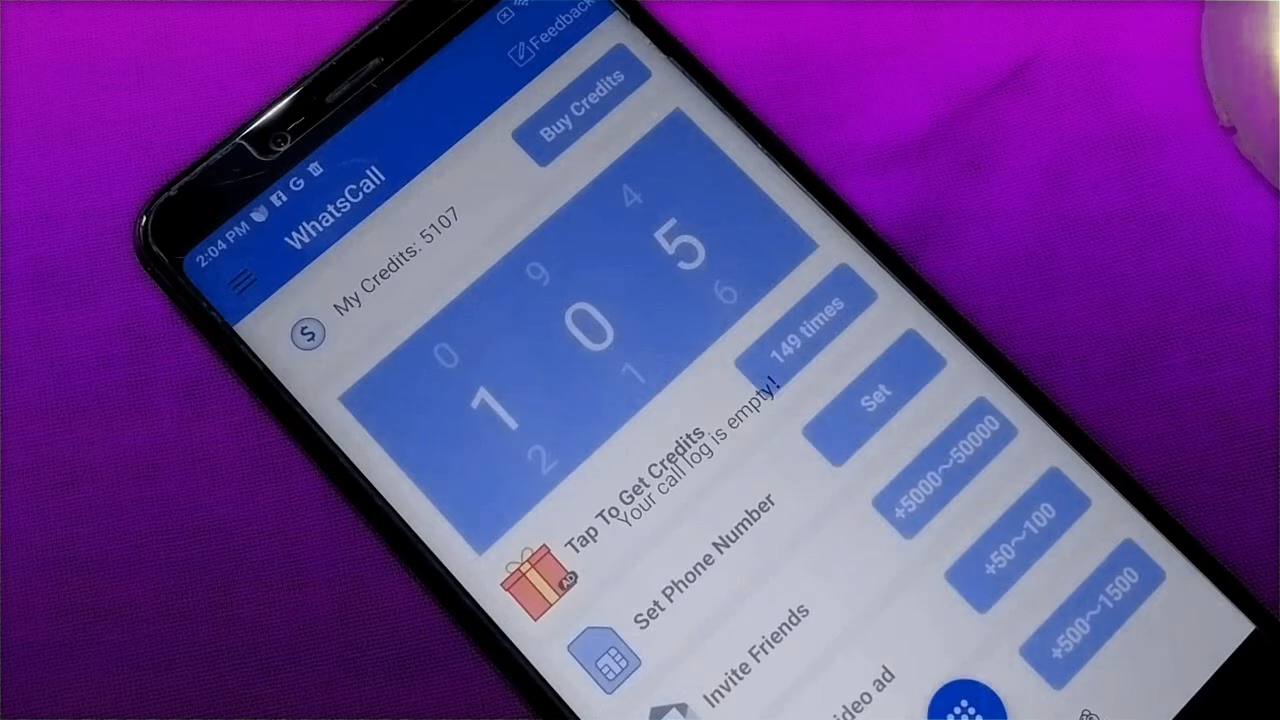 2:04 PM
Feedback
WhatsCall
My Credits: 5107
Buy Credits
0 9 4
1 0 5
2 1 6
Tap To Get Credits
149 times
Your call log is empty!
AD
Set Phone Number
Set
Invite Friends
+5000~50000
ideo ad
+50~100
+500~1500